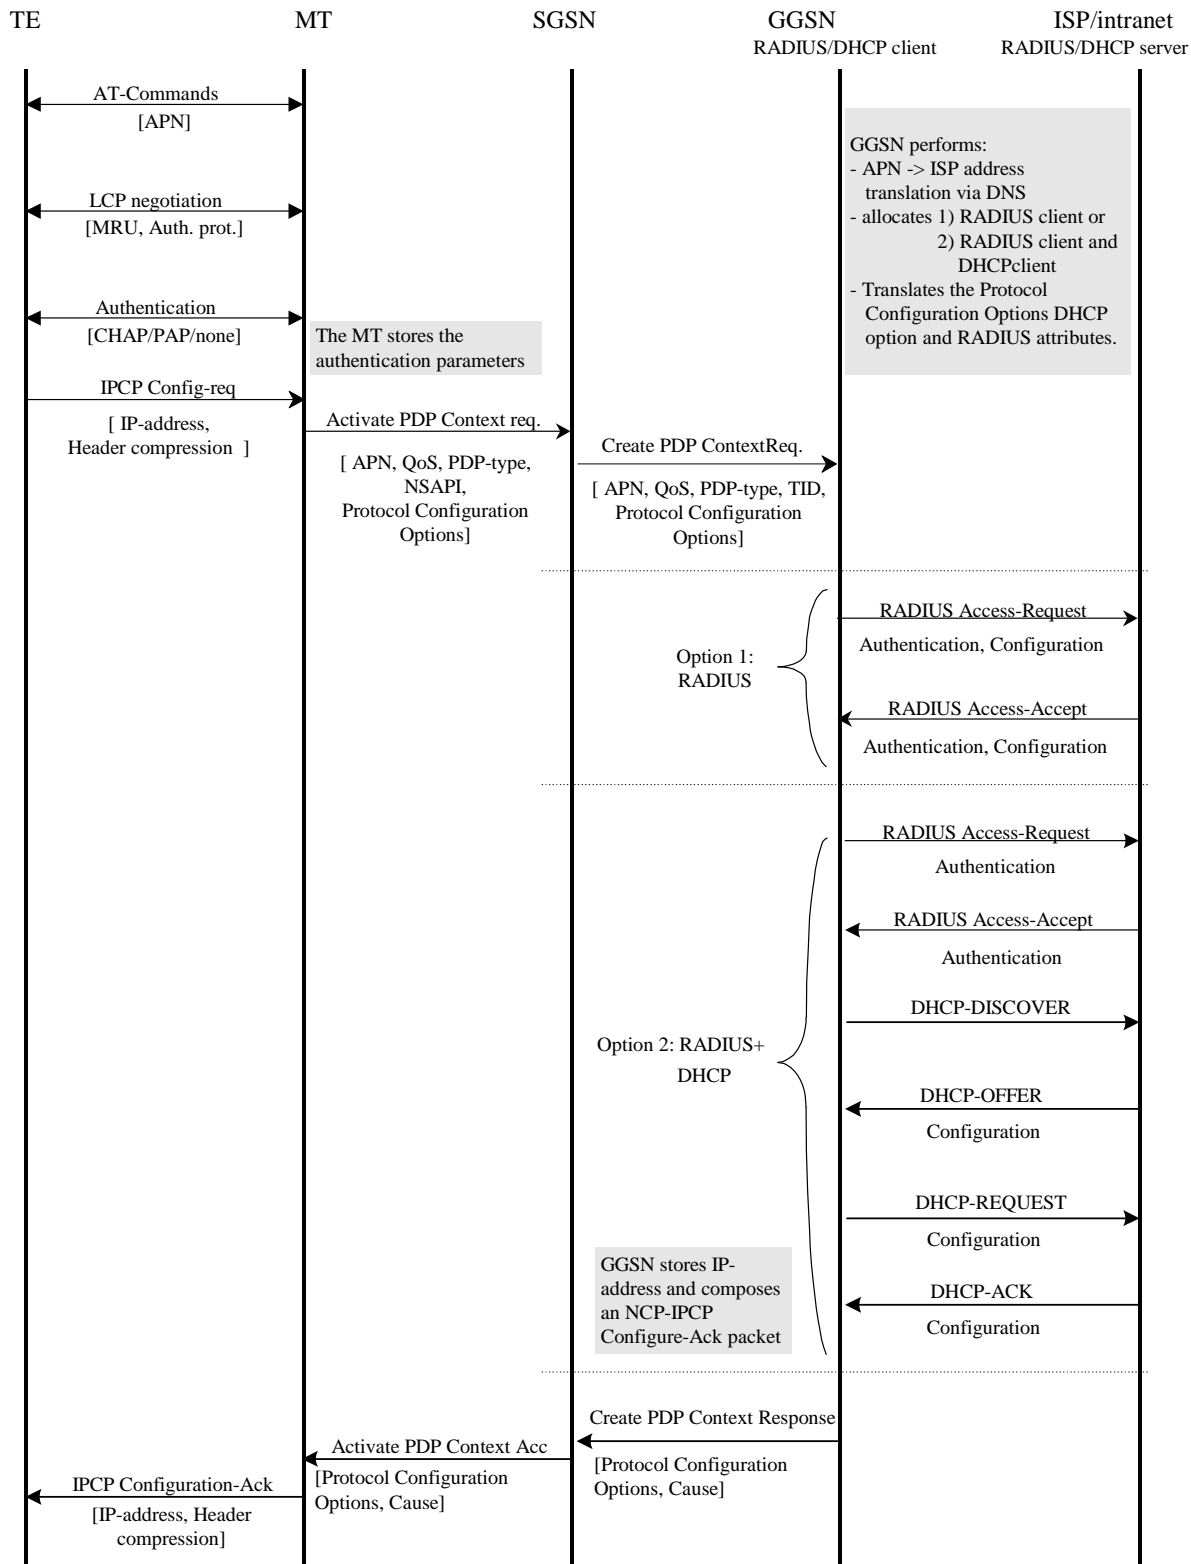 TE
MT
SGSN
GGSN
ISP/intranet
RADIUS/DHCP client
RADIUS/DHCP server
AT-Commands
[APN]
GGSN performs:
- APN -> ISP address
translation via DNS
- allocates 1) RADIUS client or
2) RADIUS client and
DHCPclient
- Translates the Protocol
Configuration Options DHCP
option and RADIUS attributes.
LCP negotiation
[MRU, Auth. prot.]
Authentication
[CHAP/PAP/none]
The MT stores the
authentication parameters
IPCP Config-req
[ IP-address,
Header compression ]
Activate PDP Context req.
[ APN, QoS, PDP-type,
NSAPI,
Protocol Configuration
Options]
Create PDP ContextReq.
[ APN, QoS, PDP-type, TID,
Protocol Configuration
Options]
Option 1:
RADIUS
RADIUS Access-Request
Authentication, Configuration
RADIUS Access-Accept
Authentication, Configuration
Option 2: RADIUS+
DHCP
RADIUS Access-Request
Authentication
RADIUS Access-Accept
Authentication
DHCP-DISCOVER
DHCP-OFFER
Configuration
DHCP-REQUEST
Configuration
GGSN stores IP-
address and composes
an NCP-IPCP
Configure-Ack packet
DHCP-ACK
Configuration
Create PDP Context Response
[Protocol Configuration
Options, Cause]
Activate PDP Context Acc
[Protocol Configuration
Options, Cause]
IPCP Configuration-Ack
[IP-address, Header
compression]